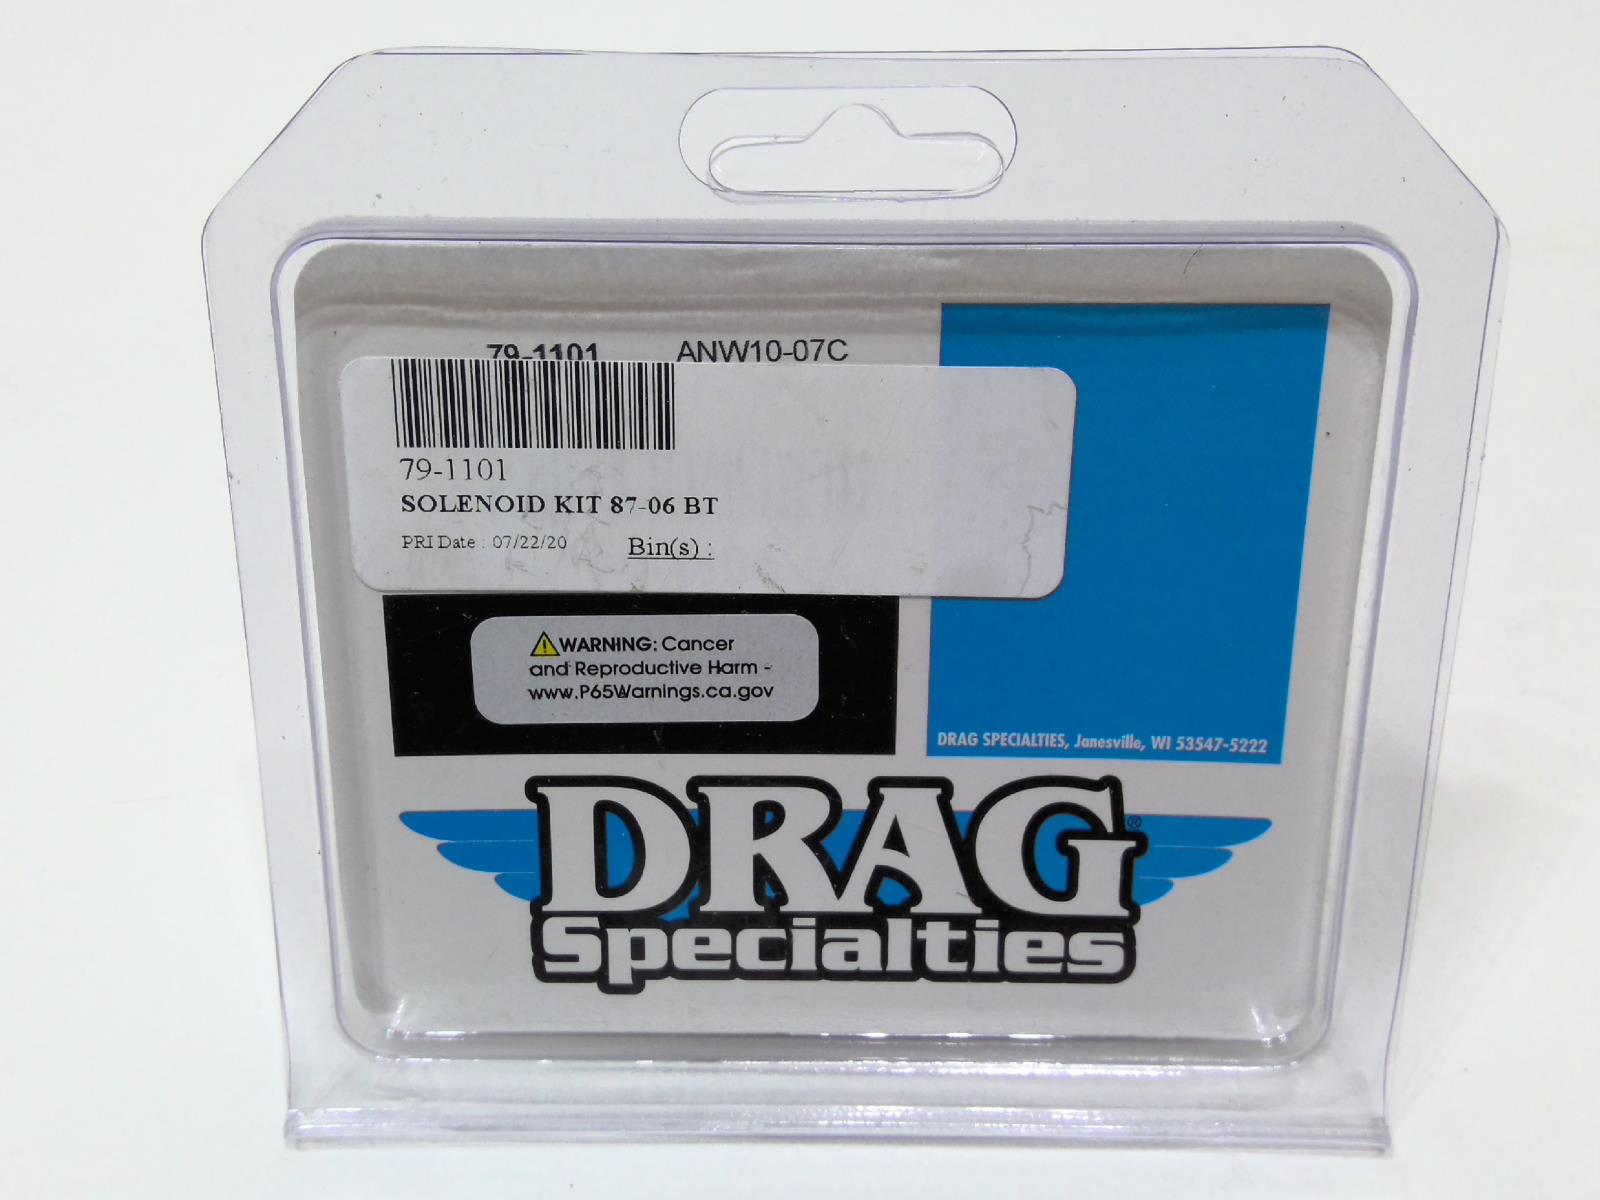 79-1101 ANW10-07C
79-1101
SOLENOID KIT 87-06 BT
PRI Date : 07/22/20 Bin(s) :
WARNING: Cancer
and Reproductive Harm -
www.P65Warnings.ca.gov
DRAG SPECIALTIES, Janesville, WI 53547-5222
DRAG®
Specialties